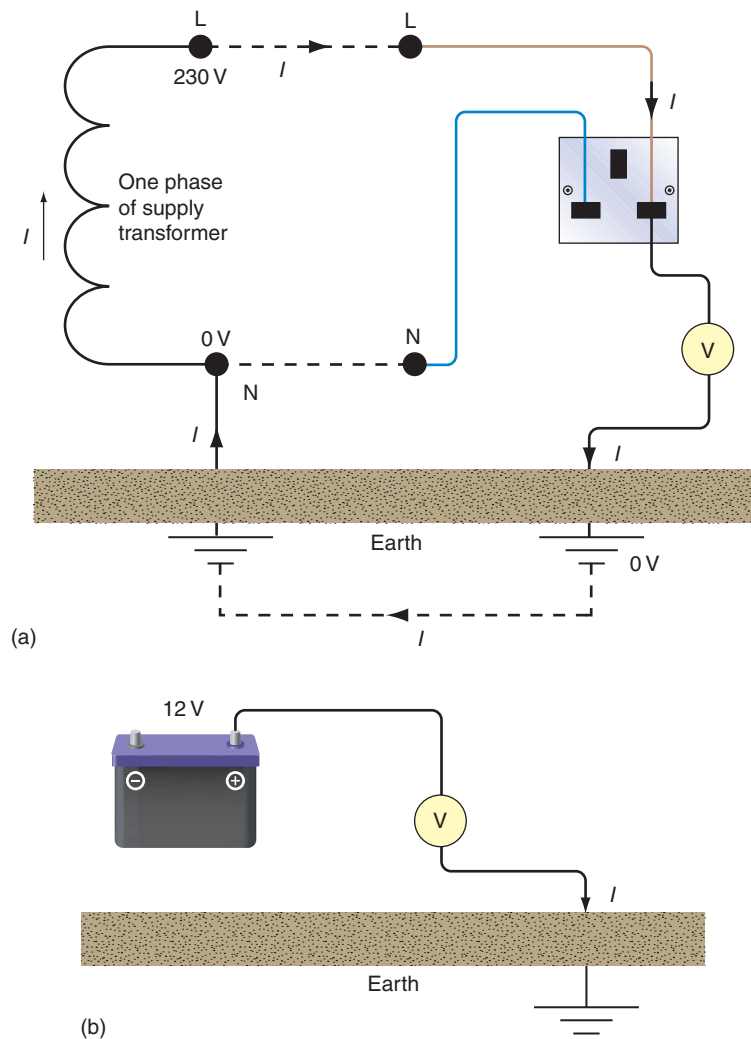 L
L
230 V
I
I
One phase
of supply
transformer
I
V
0 V
N
N
I
I
Earth
0 V
I
(a)
12 V
− +
V
I
Earth
(b)